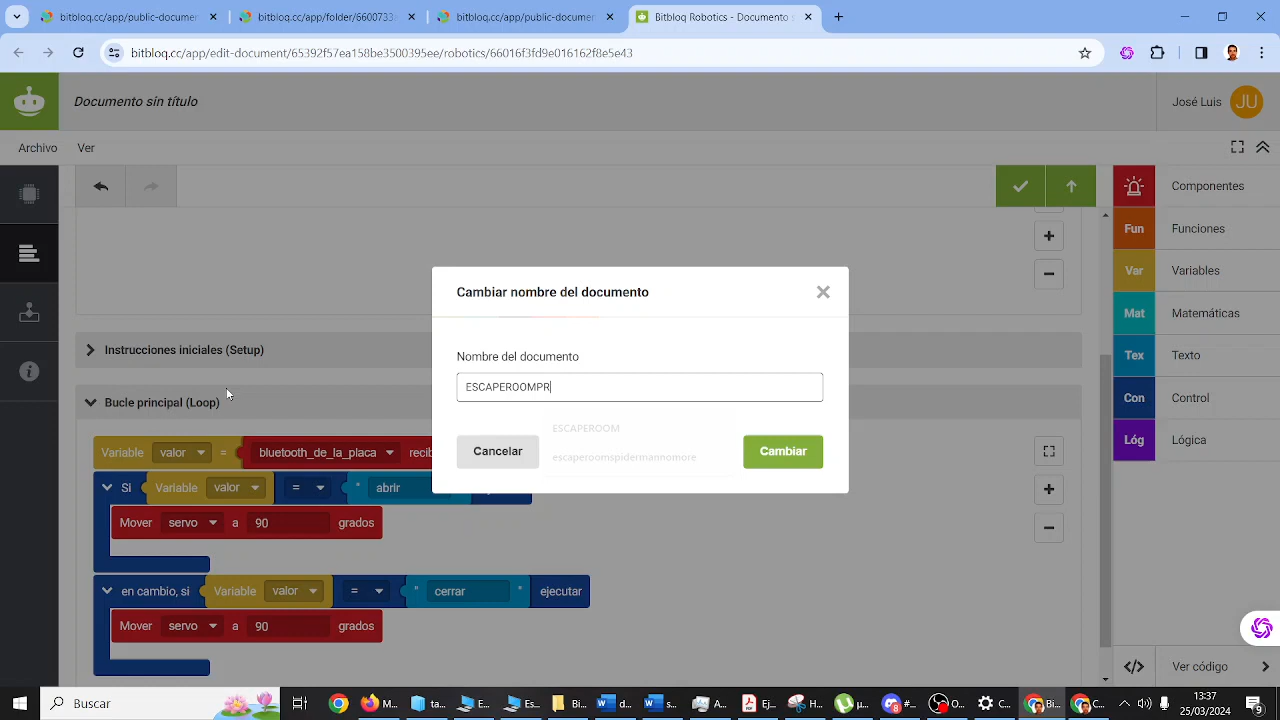 bitbloq.cc/app/public-documen
bitbloq.cc/app/folder/6600733
bitbloq.cc/app/public-documen
Bitbloq Robotics - Documento s
bitbloq.cc/app/edit-document/65392f57ea158be3500395ee/robotics/66016f3fd9e016162f8e5e43
Documento sin título
José Luis
JU
Archivo
Ver
Componentes
Fun
Funciones
Var
Variables
Mat
Matemáticas
Tex
Texto
Con
Control
Lóg
Lógica
Cambiar nombre del documento
Nombre del documento
ESCAPEROOMPR
ESCAPEROOM
escaperoomspidermannomore
Cancelar
Cambiar
Instrucciones iniciales (Setup)
Bucle principal (Loop)
Variable valor = bluetooth_de_la_placa recib
Si Variable valor = " abrir
Mover servo a 90 grados
en cambio, si Variable valor = " cerrar " ejecutar
Mover servo a 90 grados
</> Ver código
Buscar
13:37